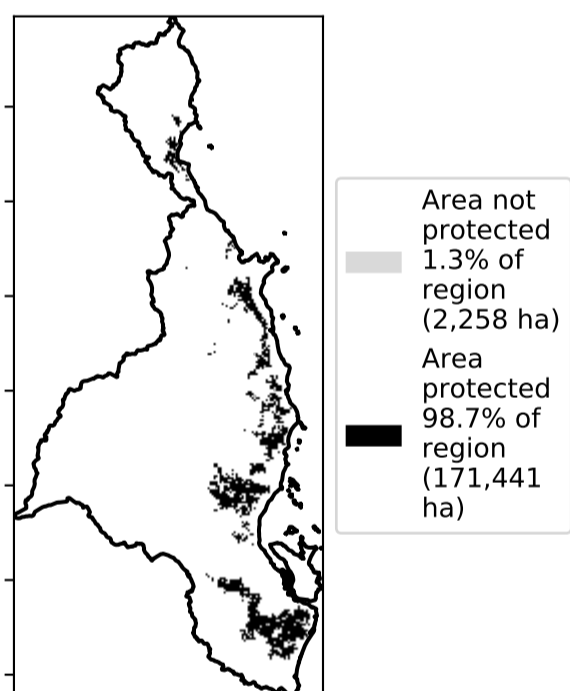 Area not
protected
1.3% of
region
(2,258 ha)
Area
protected
98.7% of
region
(171,441
ha)